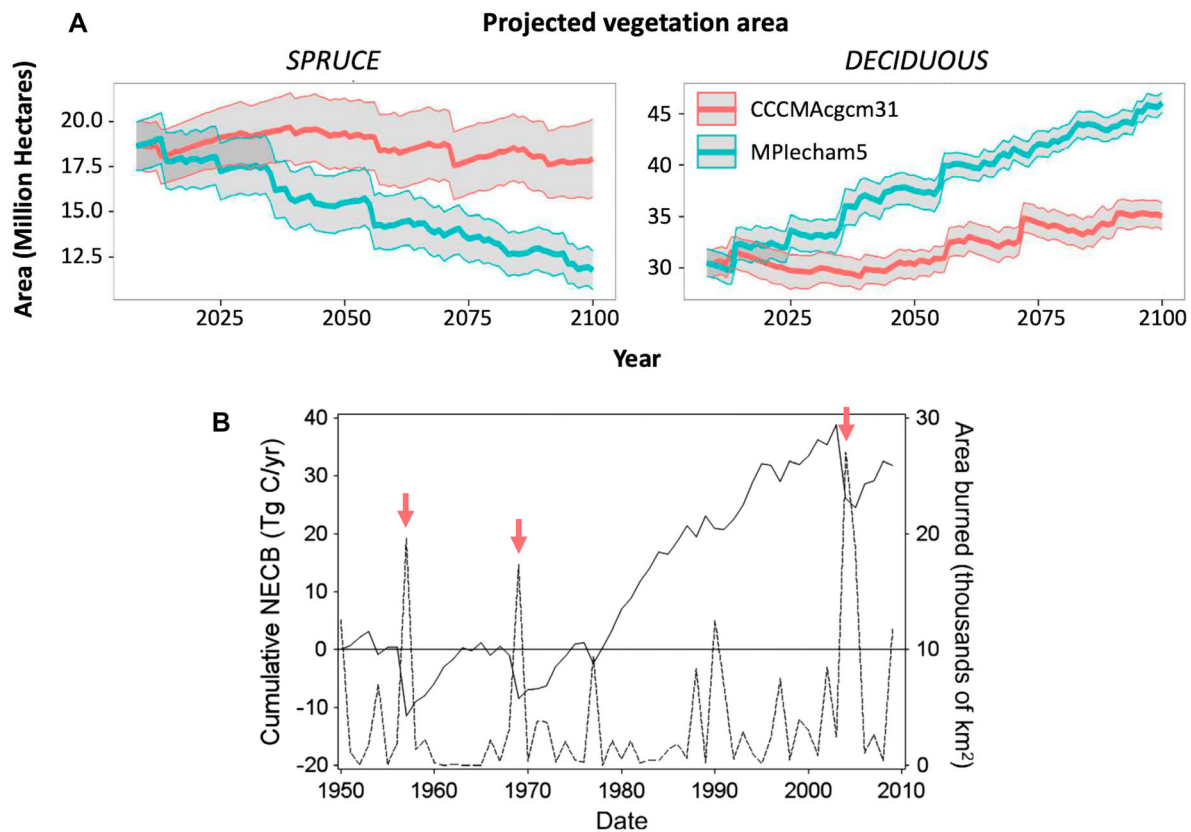 A
Projected vegetation area
SPRUCE
DECIDUOUS
Area (Million Hectares)
20.0
17.5
15.0
12.5
2025
2050
2075
2100
45
40
35
30
CCCMAcgcm31
MPIecham5
2025
2050
2075
2100
Year
B
Cumulative NECB (Tg C/yr)
40
30
20
10
0
-10
-20
30
20
10
0
Area burned (thousands of km²)
1950
1960
1970
1980
1990
2000
2010
Date